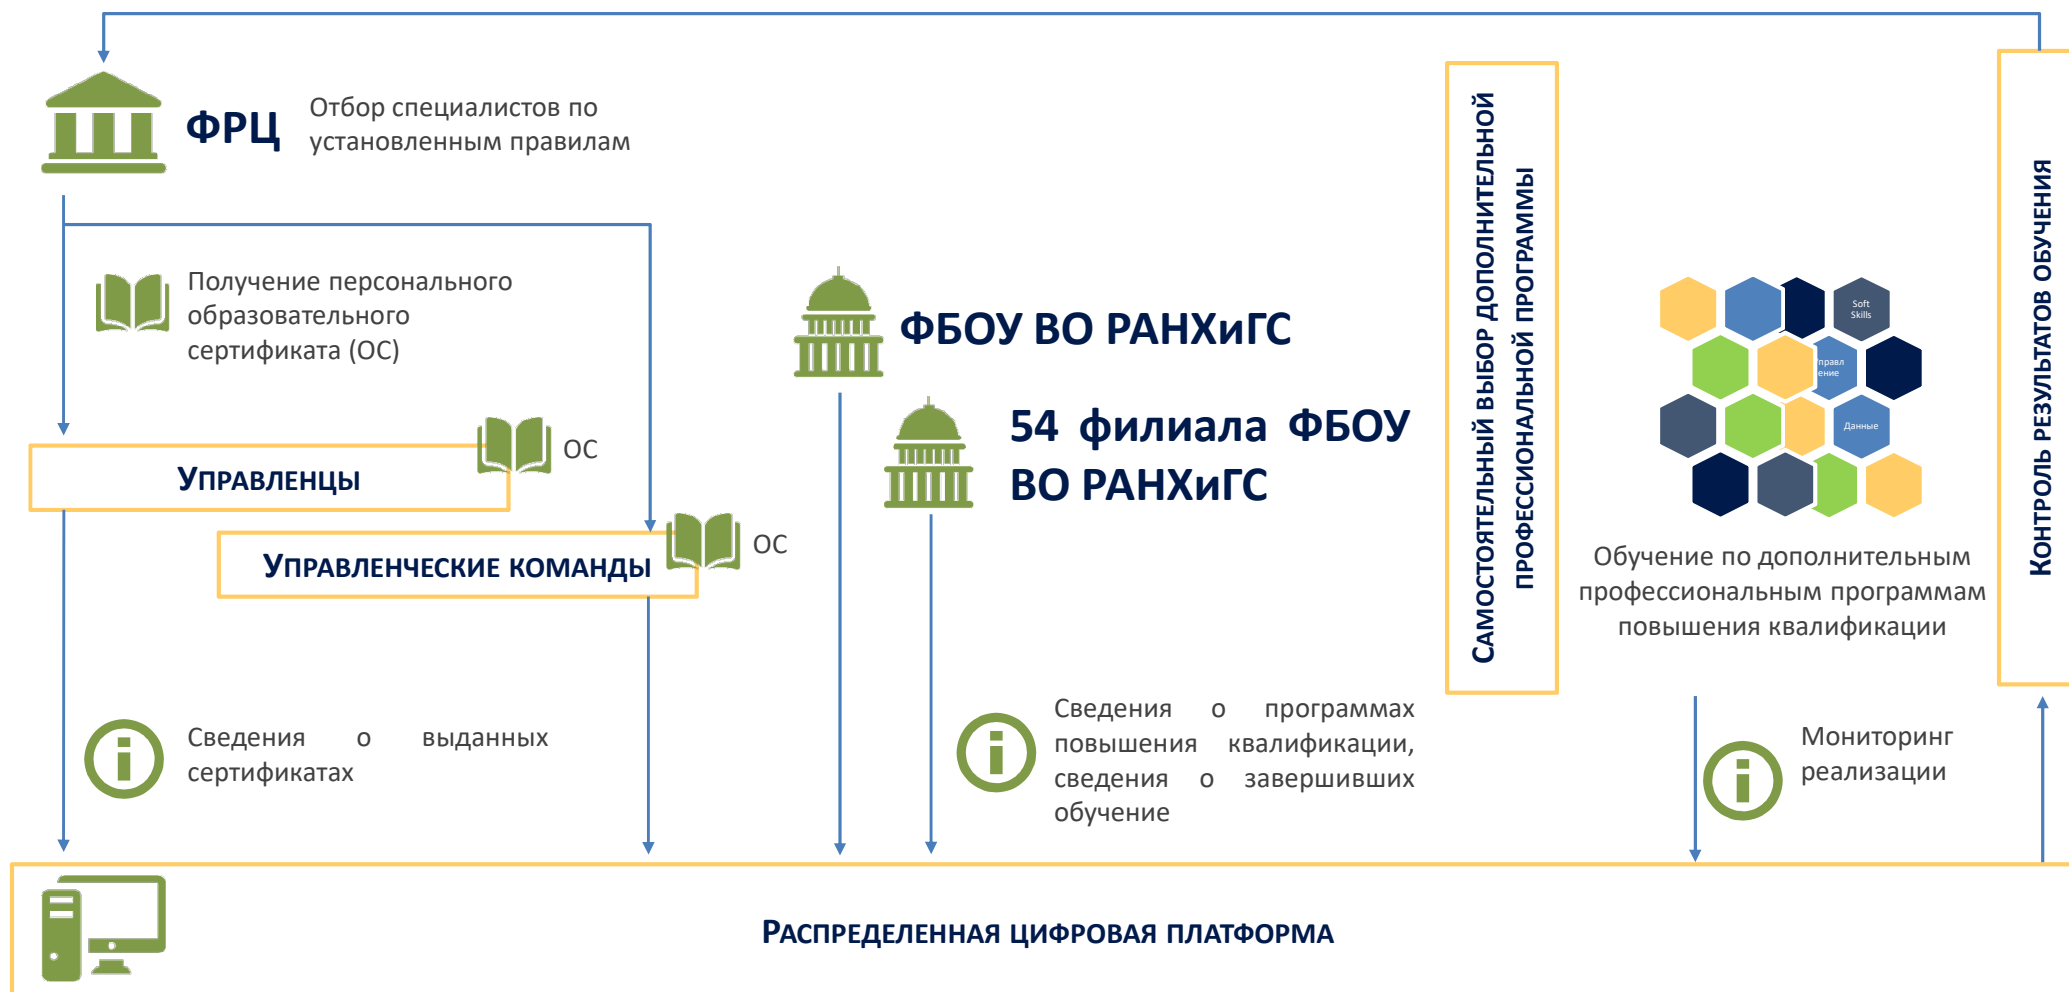 ФРЦ
Отбор специалистов по
установленным правилам
Получение персонального
образовательного
сертификата (ОС)
УПРАВЛЕНЦЫ
ОС
УПРАВЛЕНЧЕСКИЕ КОМАНДЫ
ОС
Сведения о выданных
сертификатах
ФБОУ ВО РАНХиГС
54 филиала ФБОУ
ВО РАНХиГС
Сведения о программах
повышения квалификации,
сведения о завершивших
обучение
САМОСТОЯТЕЛЬНЫЙ ВЫБОР ДОПОЛНИТЕЛЬНОЙ
ПРОФЕССИОНАЛЬНОЙ ПРОГРАММЫ
Soft
Skills
Управл
ение
Данные
Обучение по дополнительным
профессиональным программам
повышения квалификации
Мониторинг
реализации
КОНТРОЛЬ РЕЗУЛЬТАТОВ ОБУЧЕНИЯ
РАСПРЕДЕЛЕННАЯ ЦИФРОВАЯ ПЛАТФОРМА